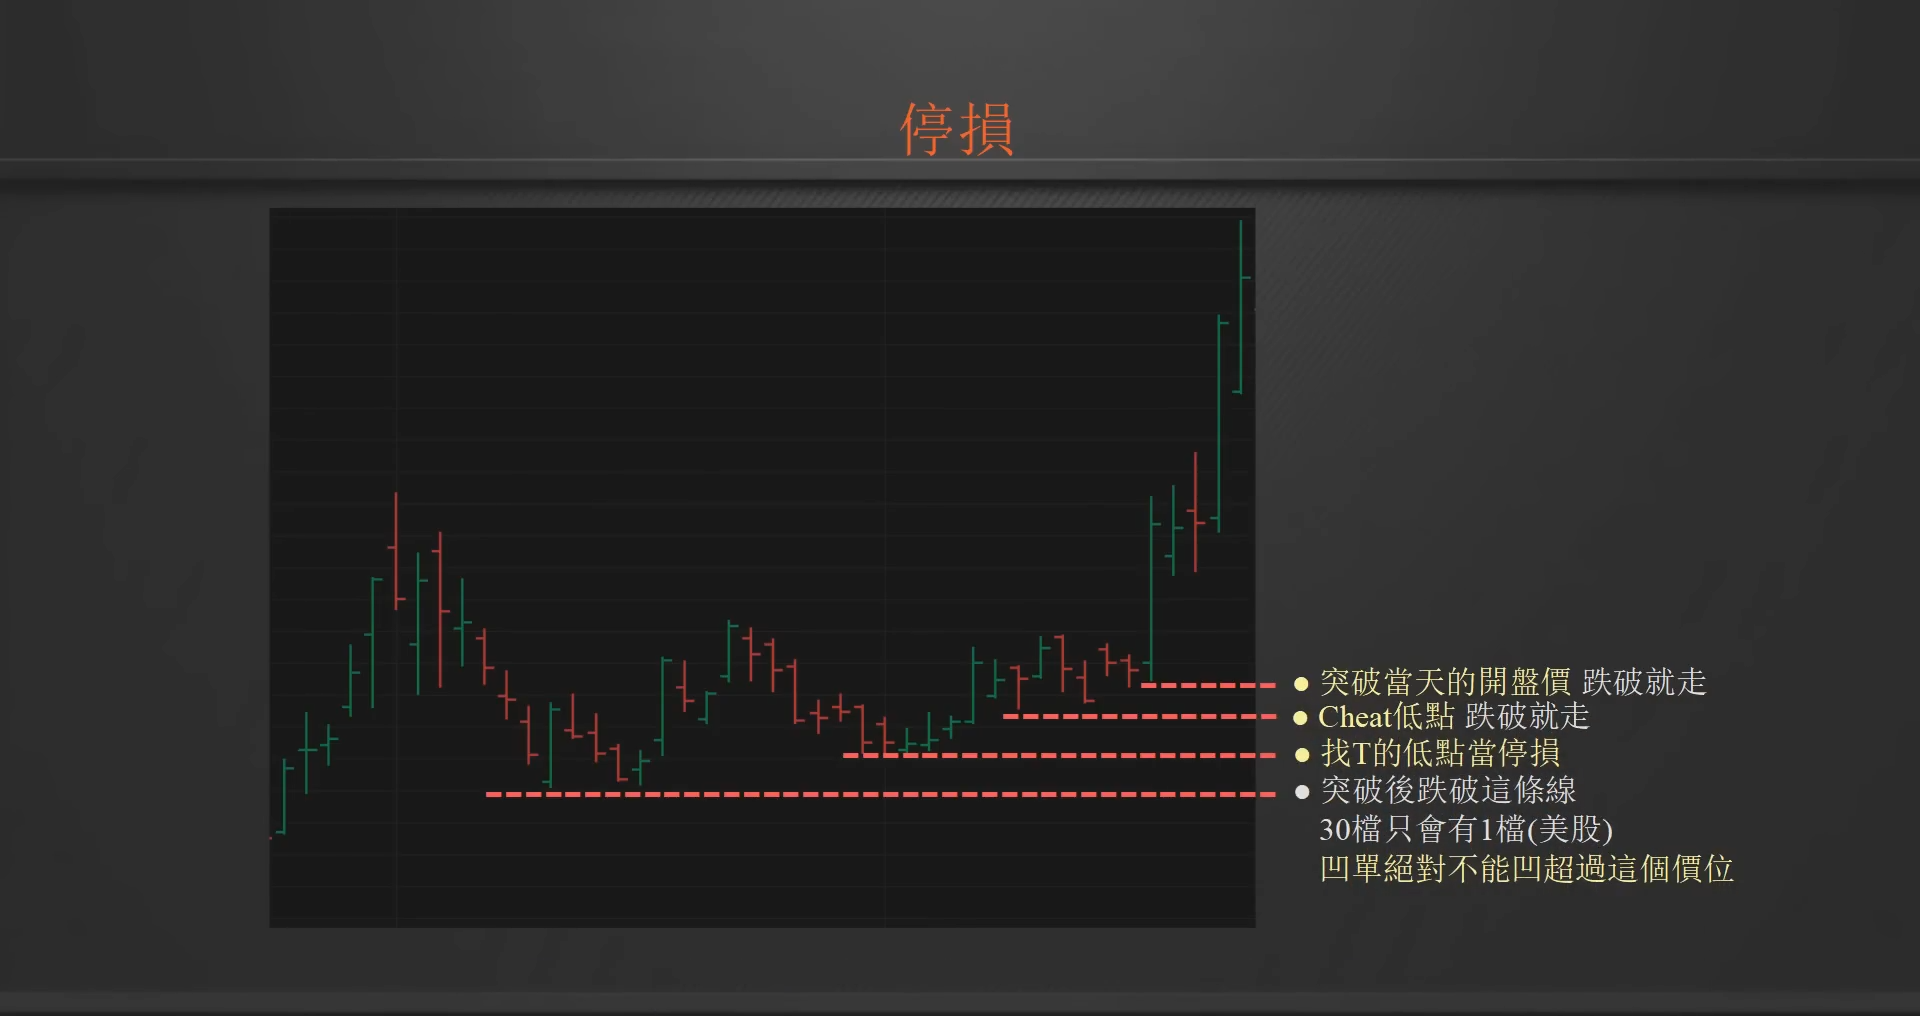 停損
突破當天的開盤價 跌破就走
Cheat低點 跌破就走
找T的低點當停損
突破後跌破這條線
30檔只會有1檔(美股)
凹單絕對不能凹超過這個價位